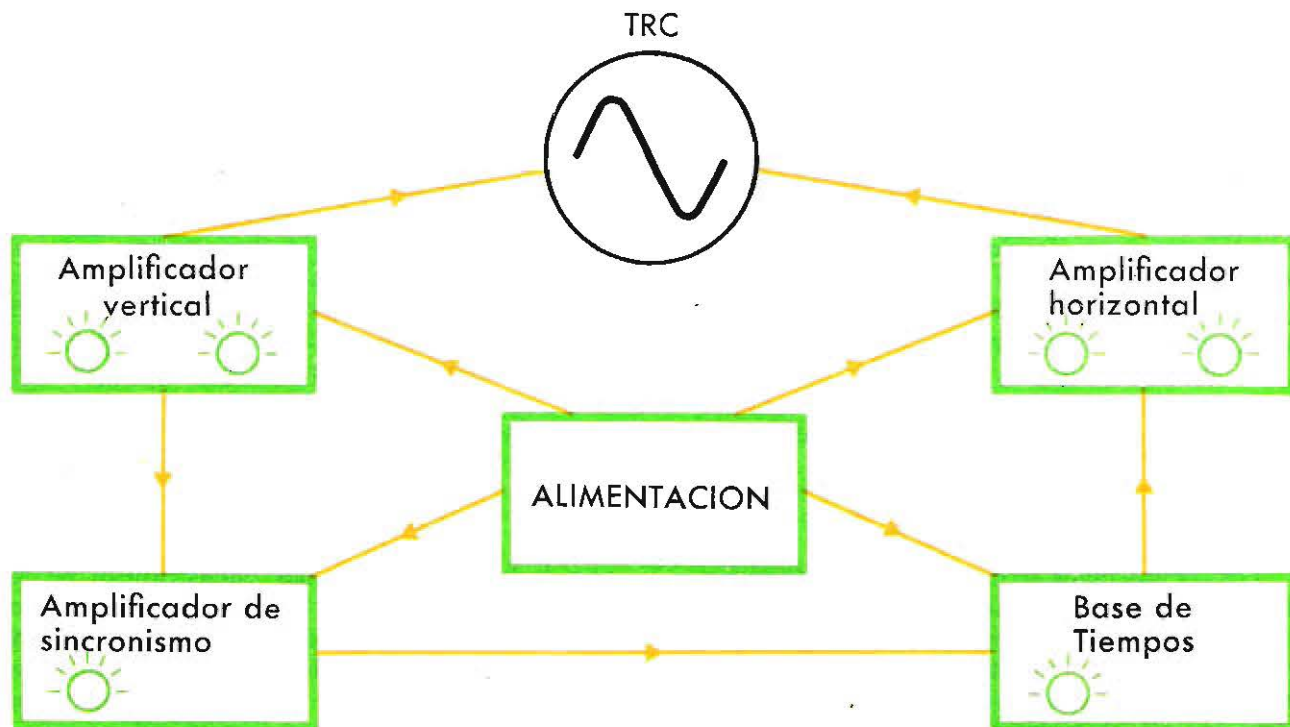 TRC
Amplificador
vertical
Amplificador
horizontal
ALIMENTACION
Amplificador de
sincronismo
Base de
Tiempos